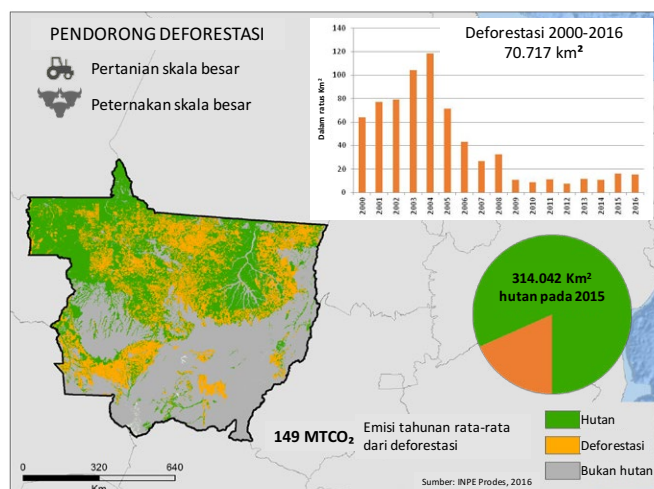 PENDORONG DEFORESTASI
Pertanian skala besar
Peternakan skala besar
Deforestasi 2000-2016
70.717 km²
Dalam ratus Km²
140
120
100
80
60
40
20
0
2000
2001
2002
2003
2004
2005
2006
2007
2008
2009
2010
2011
2012
2013
2014
2015
2016
314.042 Km²
hutan pada 2015
149 MTCO₂
Emisi tahunan rata-rata
dari deforestasi
Hutan
Deforestasi
Bukan hutan
0 320 640
Km
Sumber: INPE Prodes, 2016